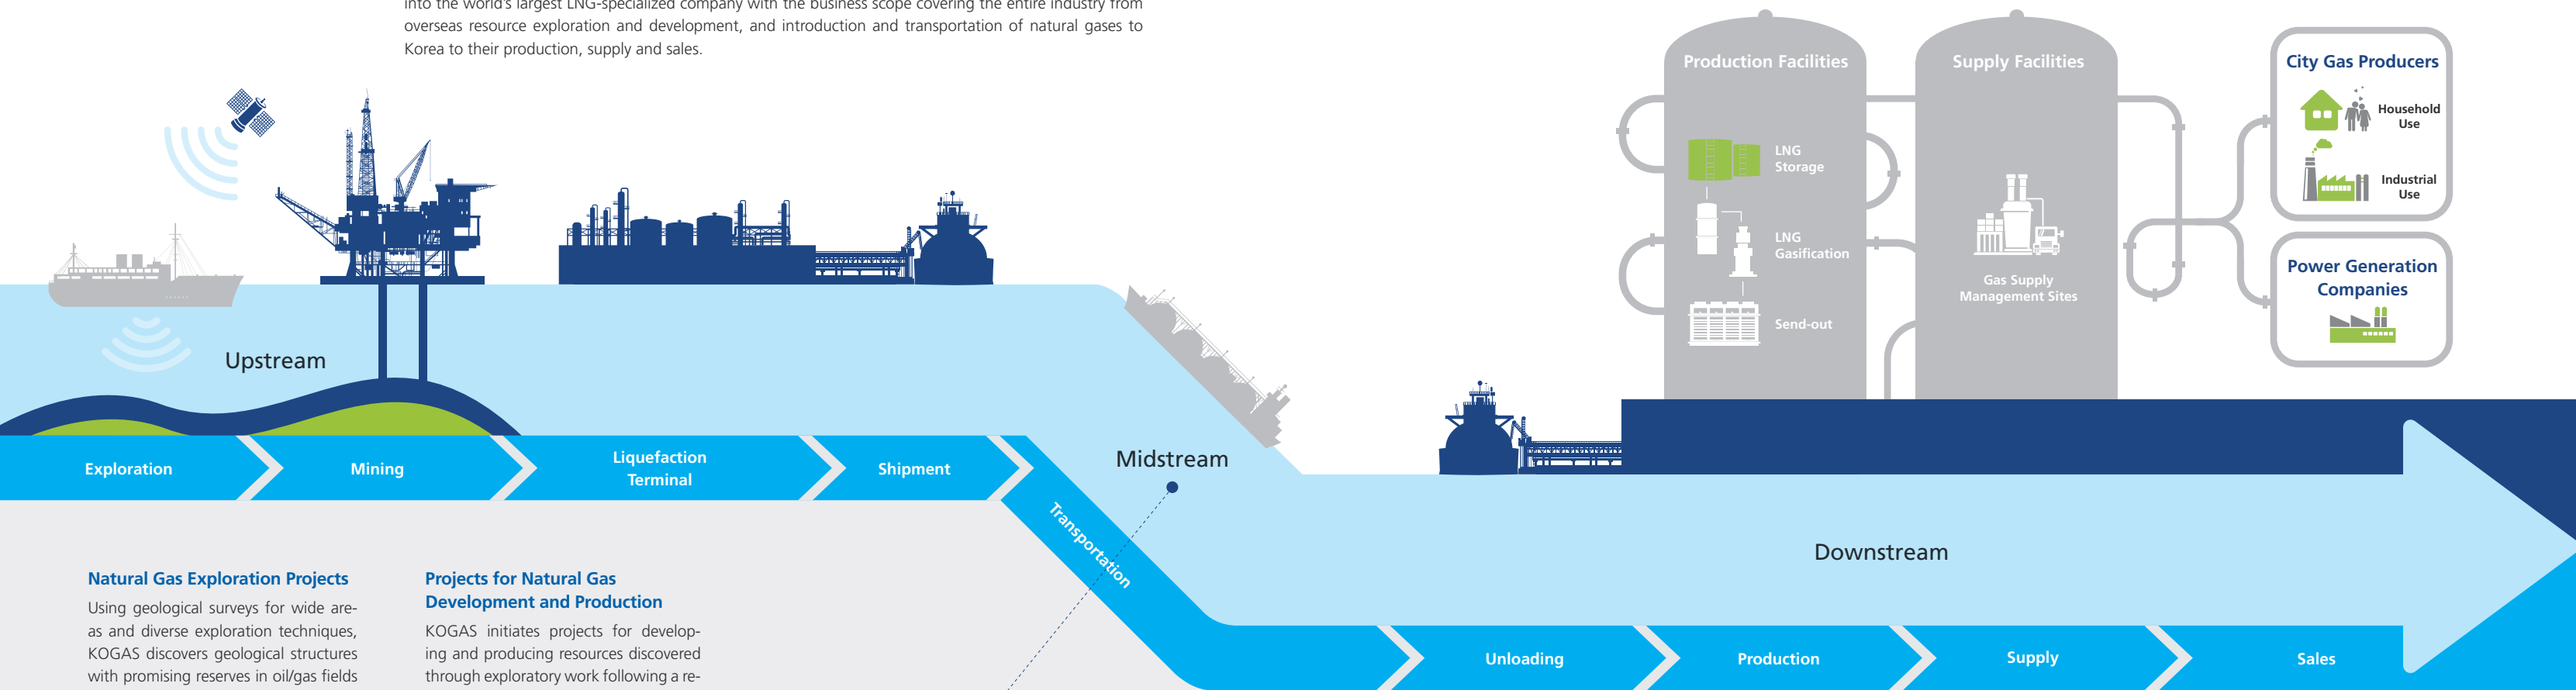 into the world's largest LNG-specialized company with the business scope covering the entire industry from
overseas resource exploration and development, and introduction and transportation of natural gases to
Korea to their production, supply and sales.
Production Facilities
LNG
Storage
LNG
Gasification
Send-out
Supply Facilities
Gas Supply
Management Sites
City Gas Producers
Household
Use
Industrial
Use
Power Generation
Companies
Upstream
Midstream
Downstream
Exploration
Mining
Liquefaction
Terminal
Shipment
Transportation
Unloading
Production
Supply
Sales
Natural Gas Exploration Projects
Using geological surveys for wide are-
as and diverse exploration techniques,
KOGAS discovers geological structures
with promising reserves in oil/gas fields
Projects for Natural Gas
Development and Production
KOGAS initiates projects for develop-
ing and producing resources discovered
through exploratory work following a re-